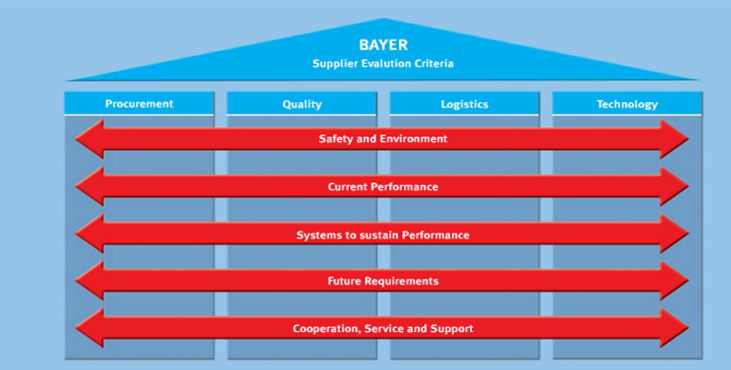 BAYER
Supplier Evalution Criteria
Procurement
Quality
Logistics
Technology
Safety and Environment
Current Performance
Systems to sustain Performance
Future Requirements
Cooperation, Service and Support